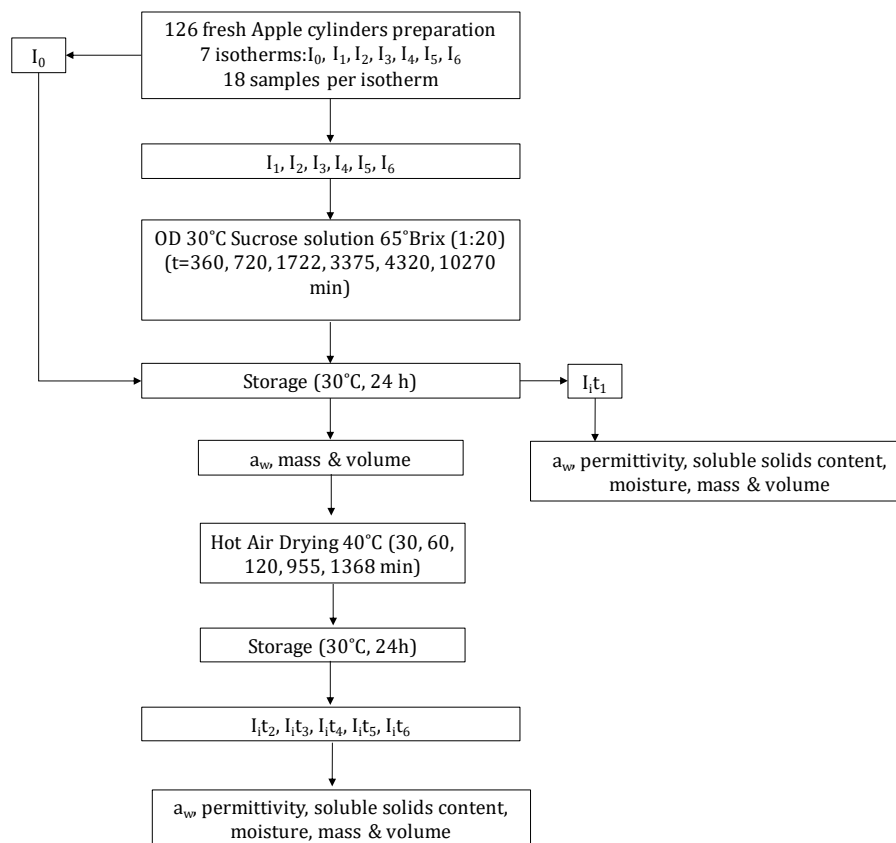 126 fresh Apple cylinders preparation
7 isotherms:I₀, I₁, I₂, I₃, I₄, I₅, I₆
18 samples per isotherm
I₀
I₁, I₂, I₃, I₄, I₅, I₆
OD 30°C Sucrose solution 65°Brix (1:20)
(t=360, 720, 1722, 3375, 4320, 10270
min)
Storage (30°C, 24 h)
Iᵢt₁
a_w, mass & volume
a_w, permittivity, soluble solids content,
moisture, mass & volume
Hot Air Drying 40°C (30, 60,
120, 955, 1368 min)
Storage (30°C, 24h)
Iᵢt₂, Iᵢt₃, Iᵢt₄, Iᵢt₅, Iᵢt₆
a_w, permittivity, soluble solids content,
moisture, mass & volume